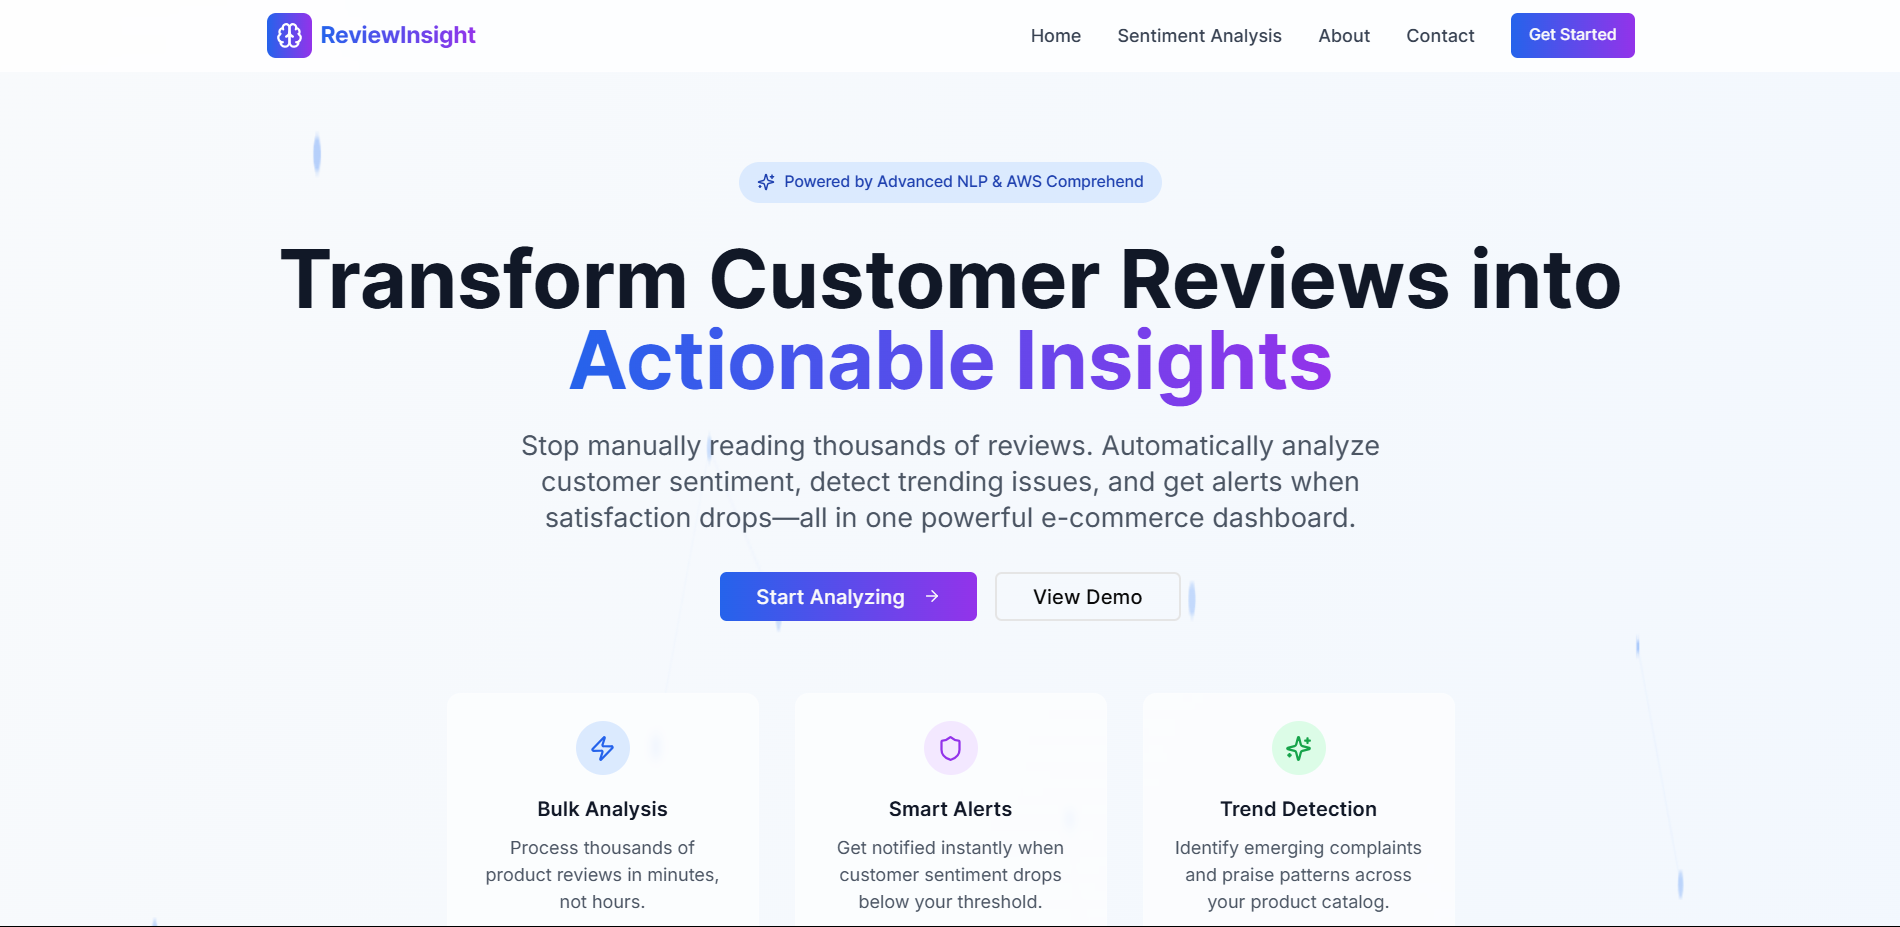 ReviewInsight
Home
Sentiment Analysis
About
Contact
Get Started
Powered by Advanced NLP & AWS Comprehend
Transform Customer Reviews into
Actionable Insights
Stop manually reading thousands of reviews. Automatically analyze
customer sentiment, detect trending issues, and get alerts when
satisfaction drops—all in one powerful e-commerce dashboard.
Start Analyzing
View Demo
Bulk Analysis
Process thousands of
product reviews in minutes,
not hours.
Smart Alerts
Get notified instantly when
customer sentiment drops
below your threshold.
Trend Detection
Identify emerging complaints
and praise patterns across
your product catalog.